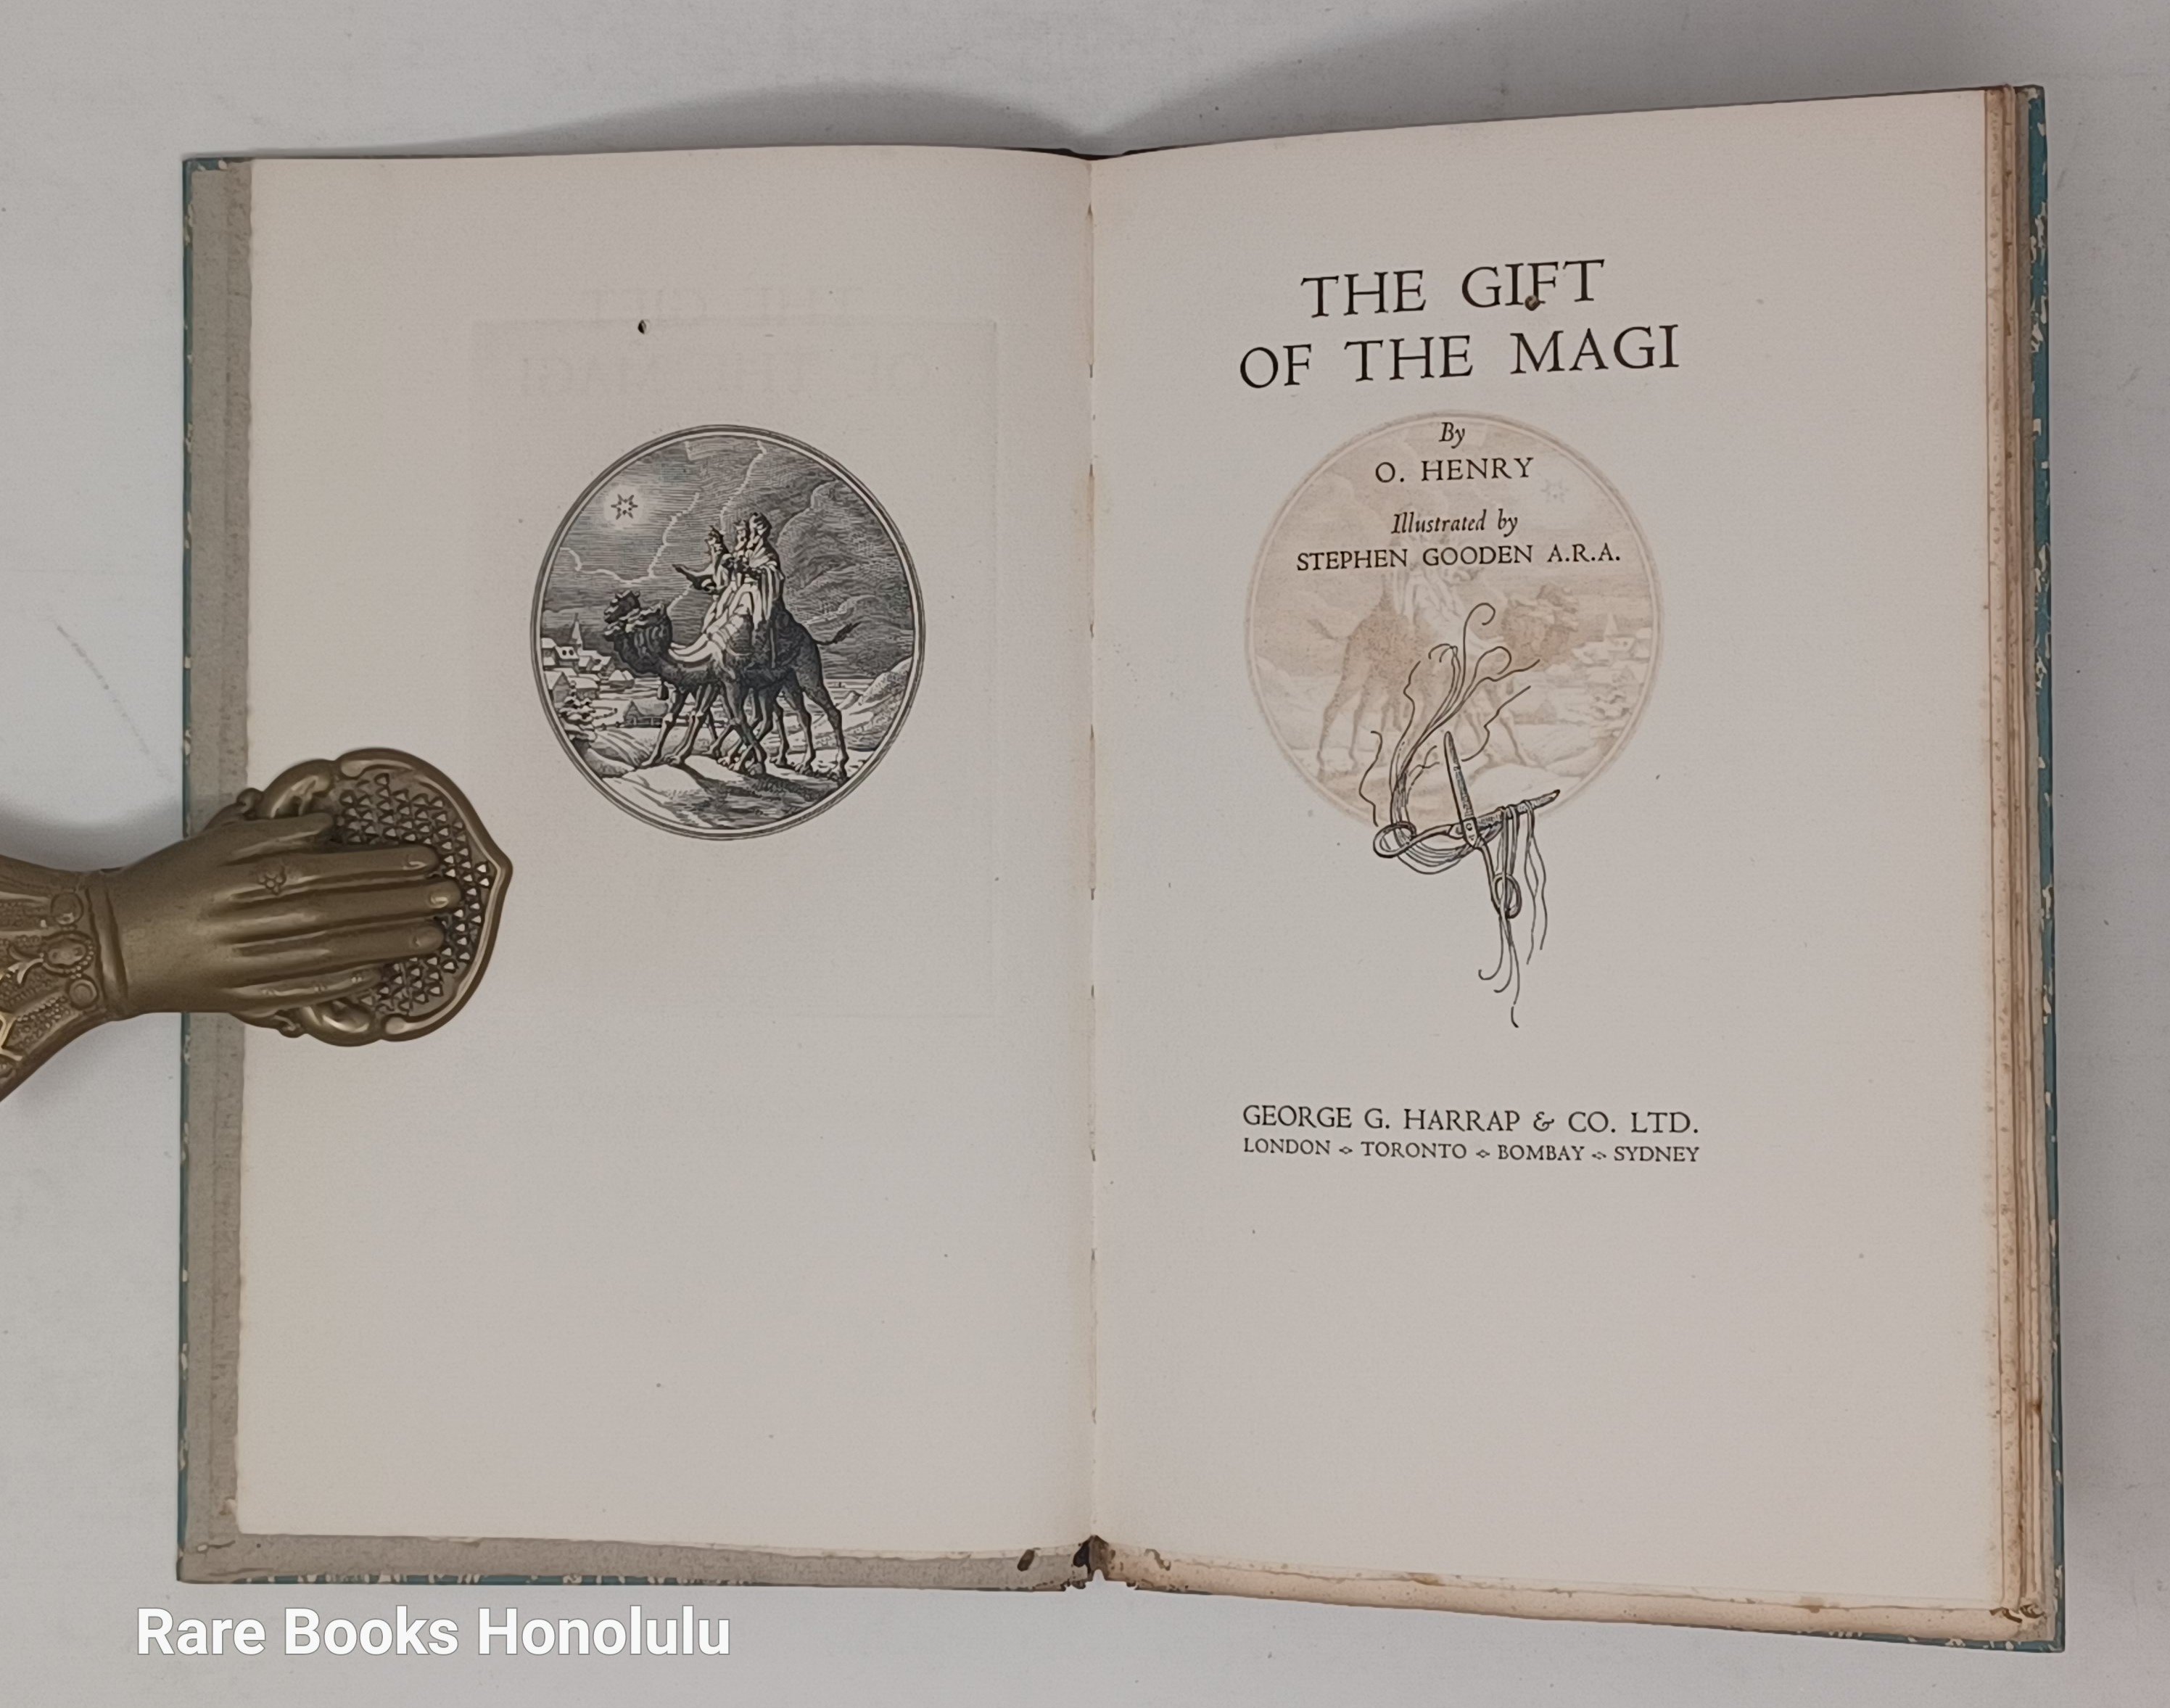 THE GIFT
OF THE MAGI
By
O. HENRY
Illustrated by
STEPHEN GOODEN A.R.A.
GEORGE G. HARRAP & CO. LTD.
LONDON ⟡ TORONTO ⟡ BOMBAY ⟡ SYDNEY
Rare Books Honolulu